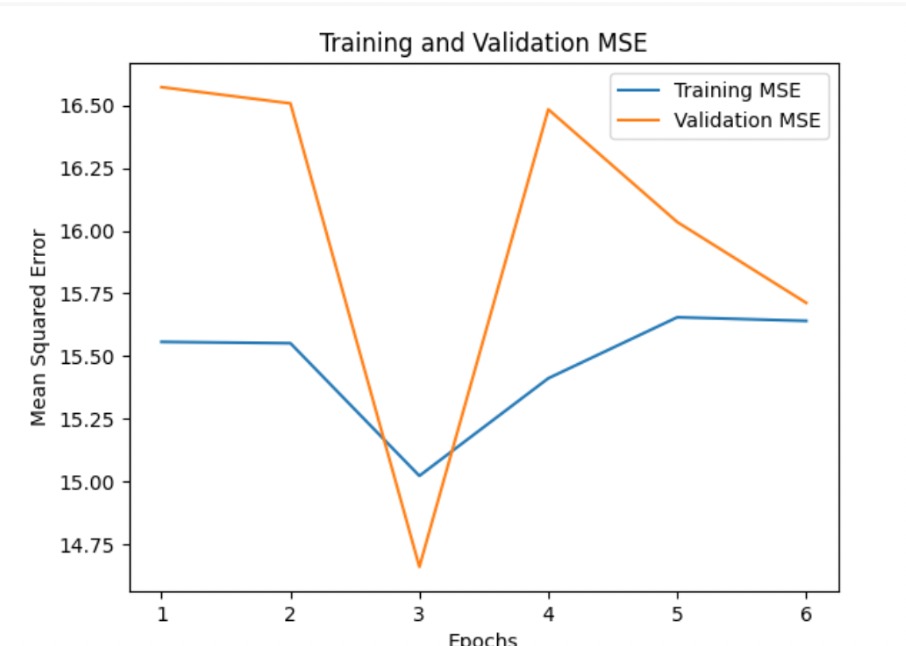 Training and Validation MSE
Training MSE
Validation MSE
Mean Squared Error
16.50
16.25
16.00
15.75
15.50
15.25
15.00
14.75
1 2 3 4 5 6
Epochs